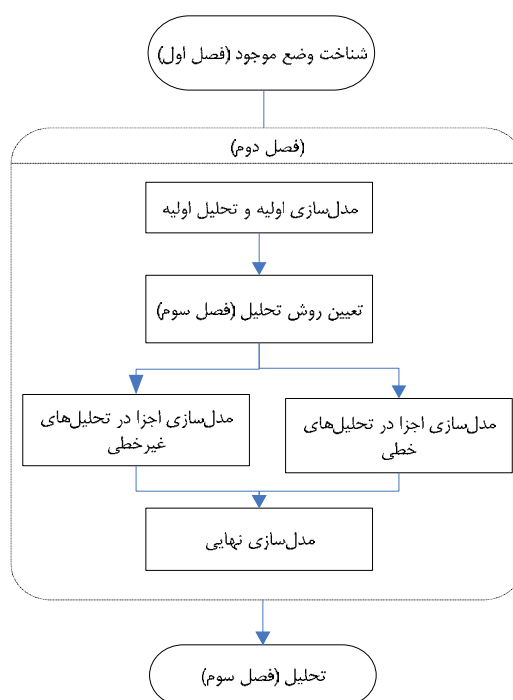 شناخت وضع موجود (فصل اول)
(فصل دوم)
مدل‌سازی اولیه و تحلیل اولیه
تعیین روش تحلیل (فصل سوم)
مدل‌سازی اجزا در تحلیل‌های
خطی
مدل‌سازی اجزا در تحلیل‌های
غیرخطی
مدل‌سازی نهایی
تحلیل (فصل سوم)